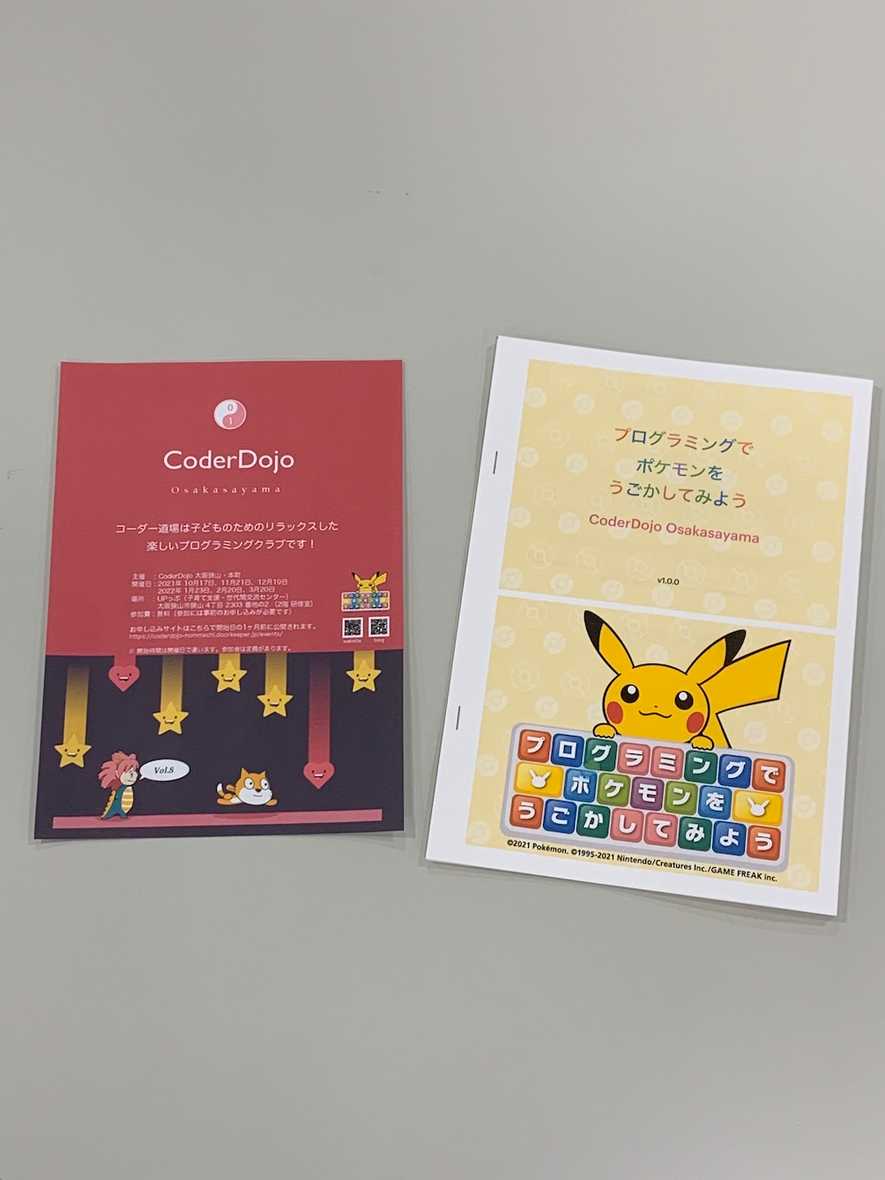 0
1
CoderDojo
Osakasayama
コーダー道場は子どものためのリラックスした
楽しいプログラミングクラブです！
主催　：CoderDojo 大阪狭山・本町
開催日：2021年 10月17日、11月21日、12月19日
2022年 1月23日、2月20日、3月20日
場所　：UPっぷ（子育て支援・世代間交流センター）
大阪狭山市狭山 4丁目 2303 番地の2 （2階 研修室）
参加費：無料（参加には事前のお申し込みが必要です）
お申し込みサイトはこちらで開始日の1ヶ月前に公開されます。
https://coderdojo-hommachi.doorkeeper.jp/events/
※ 開始時間は開催日で違います。参加者は定員があります。
website
blog
Vol.8
プログラミングで
ポケモンを
うごかしてみよう
CoderDojo Osakasayama
v1.0.0
プログラミングで
ポケモンを
うごかしてみよう
©2021 Pokémon. ©1995-2021 Nintendo/Creatures Inc./GAME FREAK inc.